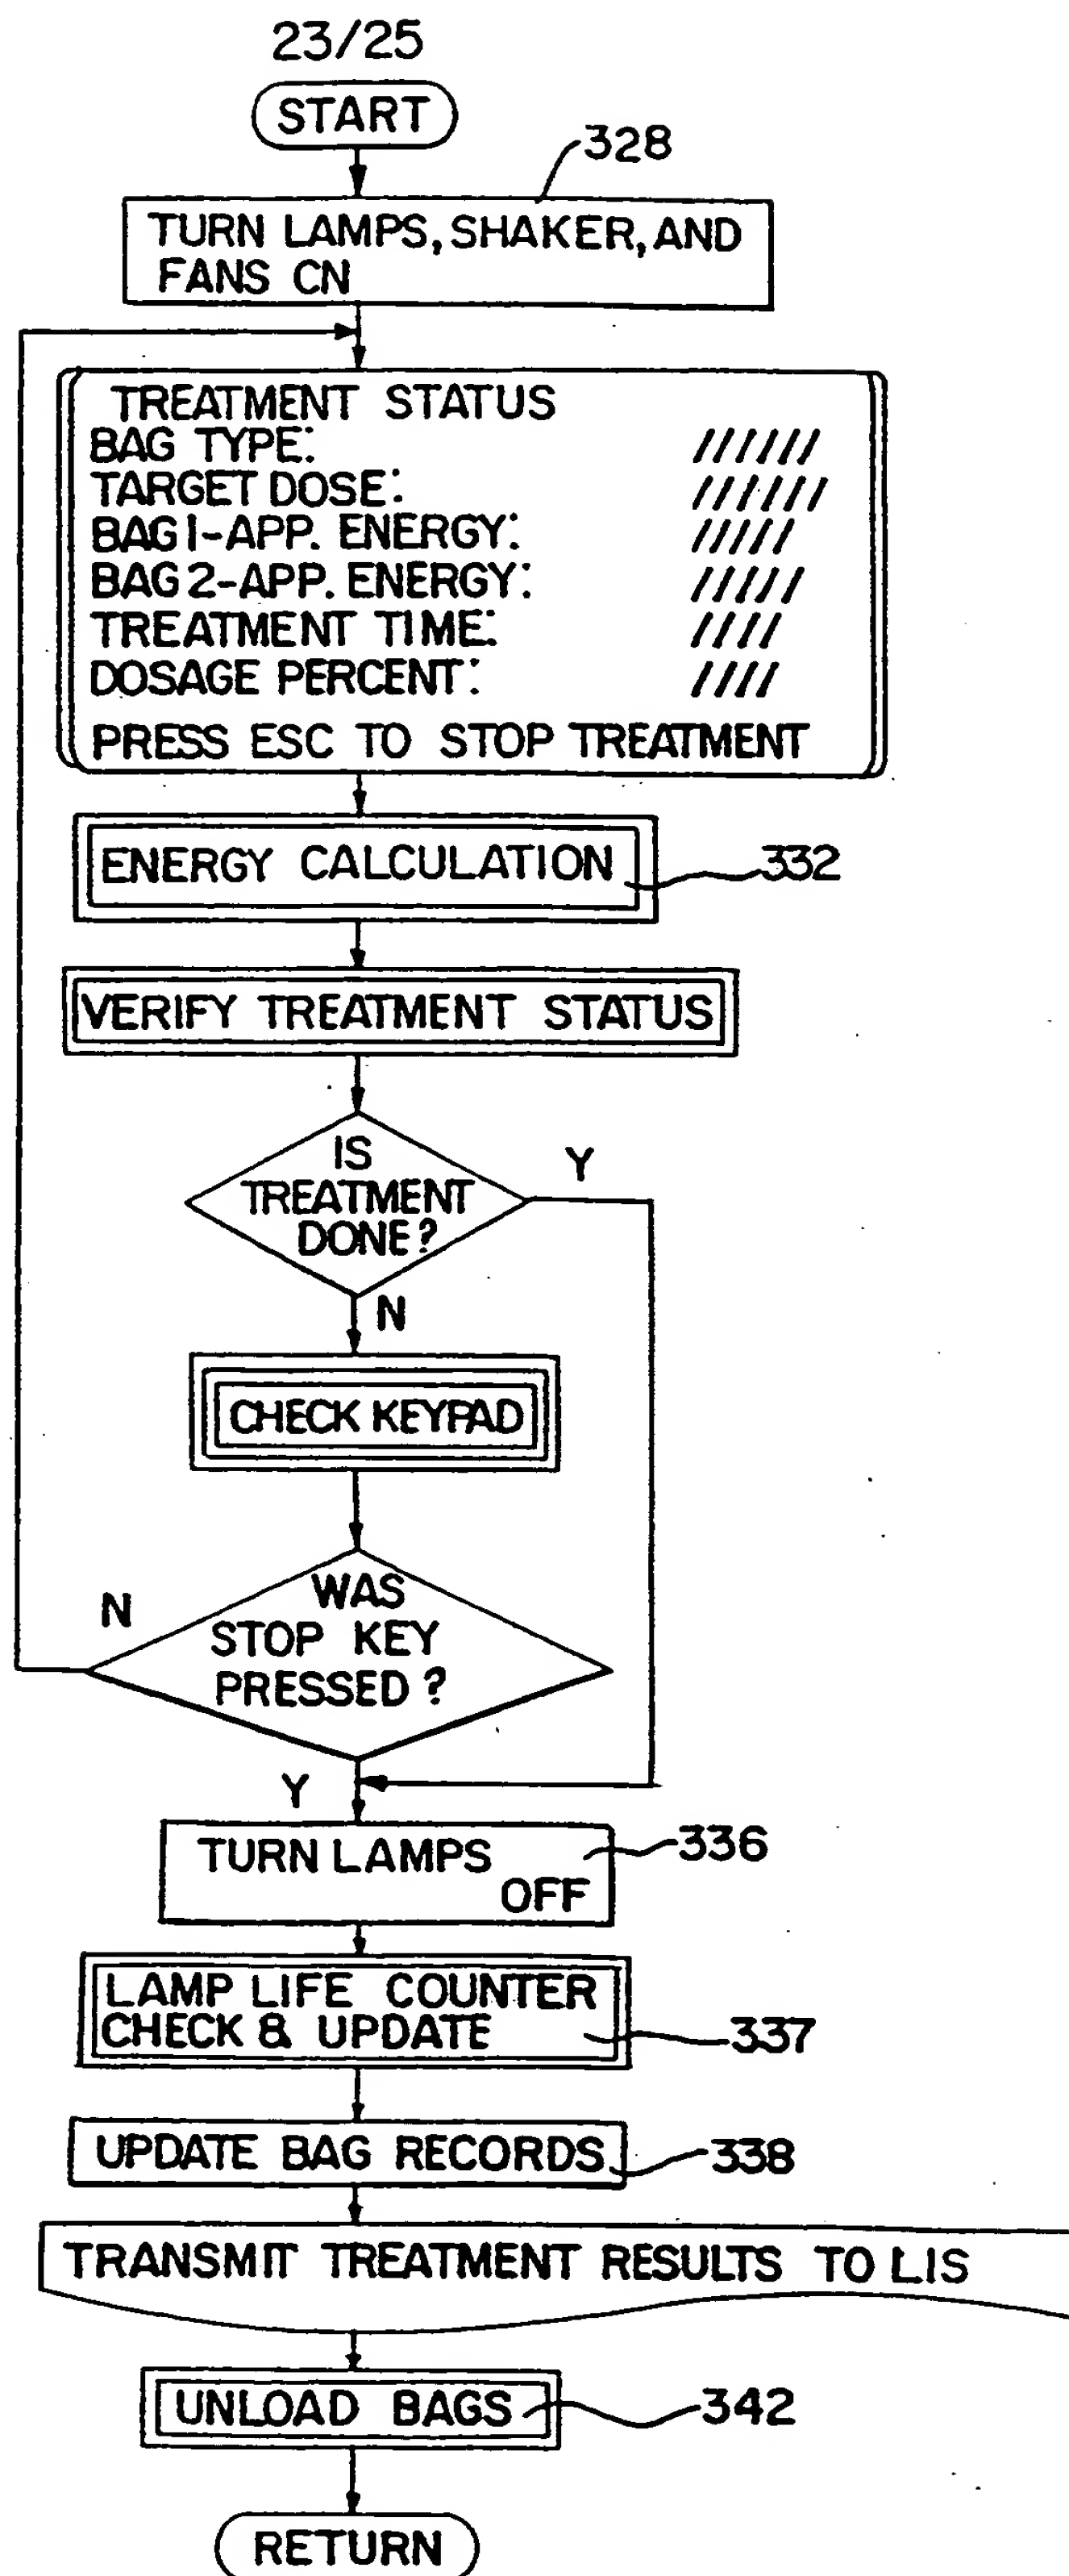 23/25
START
328
TURN LAMPS, SHAKER, AND
FANS CN
TREATMENT STATUS
BAG TYPE: //////
TARGET DOSE: //////
BAG 1-APP. ENERGY: /////
BAG 2-APP. ENERGY: /////
TREATMENT TIME: ////
DOSAGE PERCENT: ////
PRESS ESC TO STOP TREATMENT
ENERGY CALCULATION
332
VERIFY TREATMENT STATUS
IS
TREATMENT
DONE?
Y
N
CHECK KEYPAD
WAS
STOP KEY
PRESSED?
N
Y
TURN LAMPS
OFF
336
LAMP LIFE COUNTER
CHECK & UPDATE
337
UPDATE BAG RECORDS
338
TRANSMIT TREATMENT RESULTS TO LIS
UNLOAD BAGS
342
RETURN